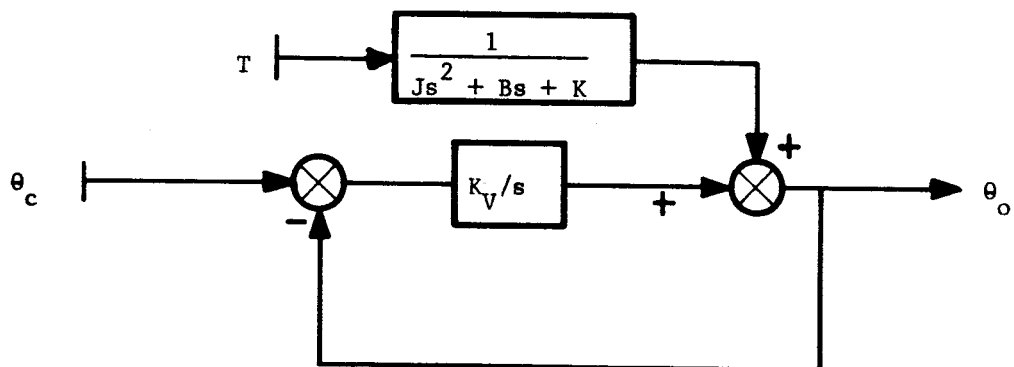 T
1
Js² + Bs + K
+
θc
KV/s
-
+
θo